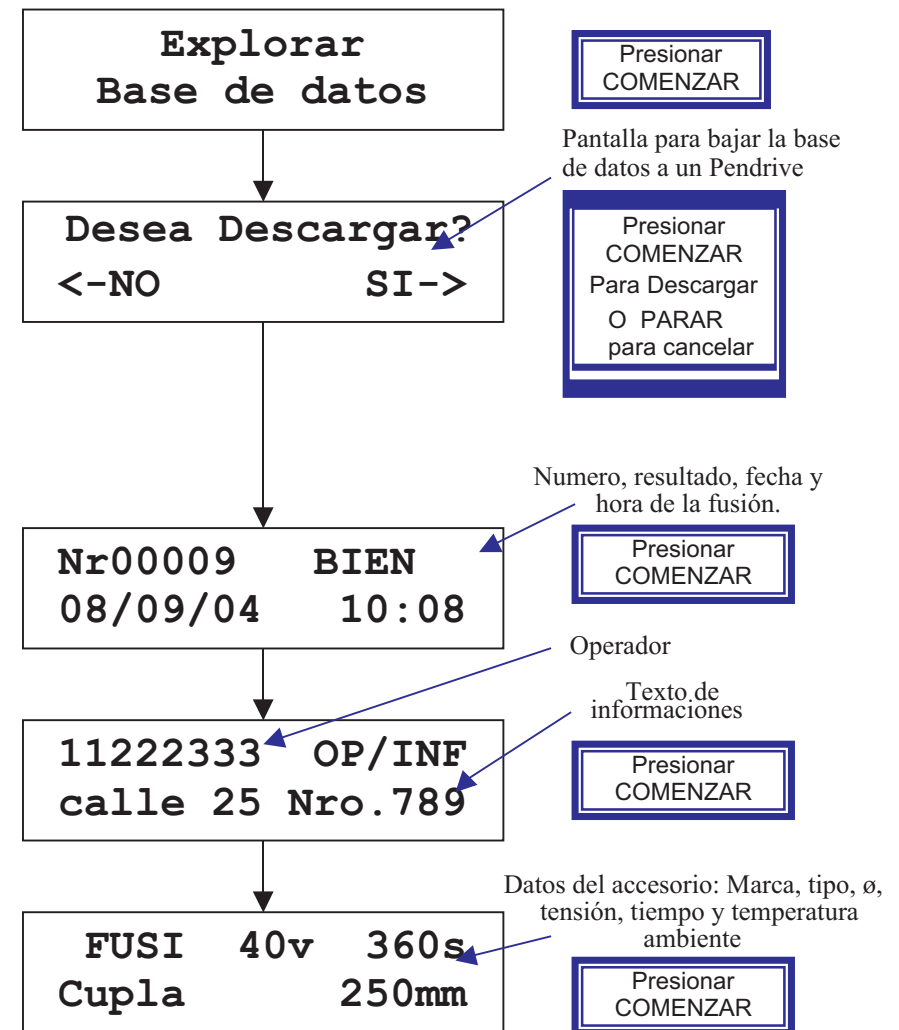 Explorar
Base de datos
Presionar
COMENZAR
Pantalla para bajar la base
de datos a un Pendrive
Desea Descargar?
<-NO SI->
Presionar
COMENZAR
Para Descargar
O PARAR
para cancelar
Numero, resultado, fecha y
hora de la fusión.
Nr00009 BIEN
08/09/04 10:08
Presionar
COMENZAR
Operador
Texto de
informaciones
11222333 OP/INF
calle 25 Nro.789
Presionar
COMENZAR
Datos del accesorio: Marca, tipo, ø,
tensión, tiempo y temperatura
ambiente
FUSI 40v 360s
Cupla 250mm
Presionar
COMENZAR